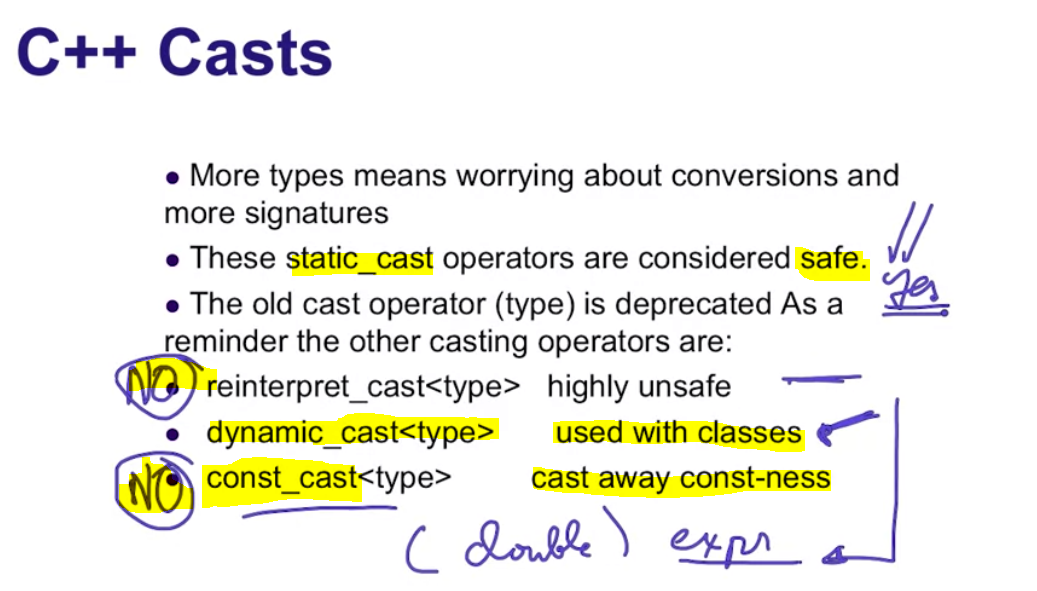 C++ Casts
● More types means worrying about conversions and
more signatures
● These static_cast operators are considered safe.
Yes
● The old cast operator (type) is deprecated As a
reminder the other casting operators are:
NO ● reinterpret_cast<type> highly unsafe
● dynamic_cast<type> used with classes
NO ● const_cast<type> cast away const-ness
(double) expr